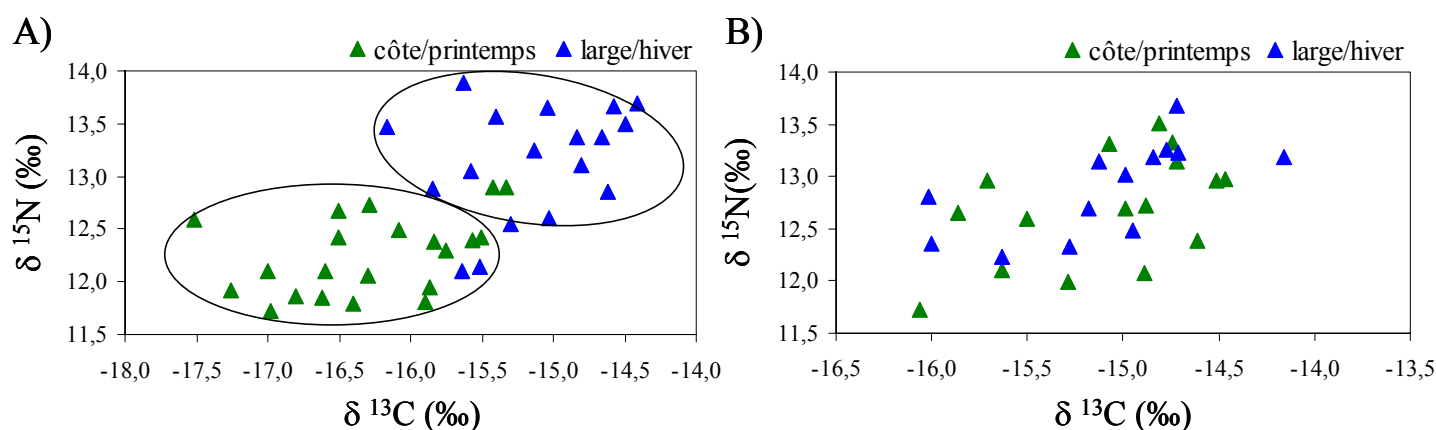 A)
▲ côte/printemps ▲ large/hiver
14,0
13,5
13,0
12,5
12,0
11,5
δ ¹⁵N (‰)
-18,0 -17,5 -17,0 -16,5 -16,0 -15,5 -15,0 -14,5 -14,0
δ ¹³C (‰)
B)
▲ côte/printemps ▲ large/hiver
14,0
13,5
13,0
12,5
12,0
11,5
δ ¹⁵N(‰)
-16,5 -16,0 -15,5 -15,0 -14,5 -14,0 -13,5
δ ¹³C (‰)